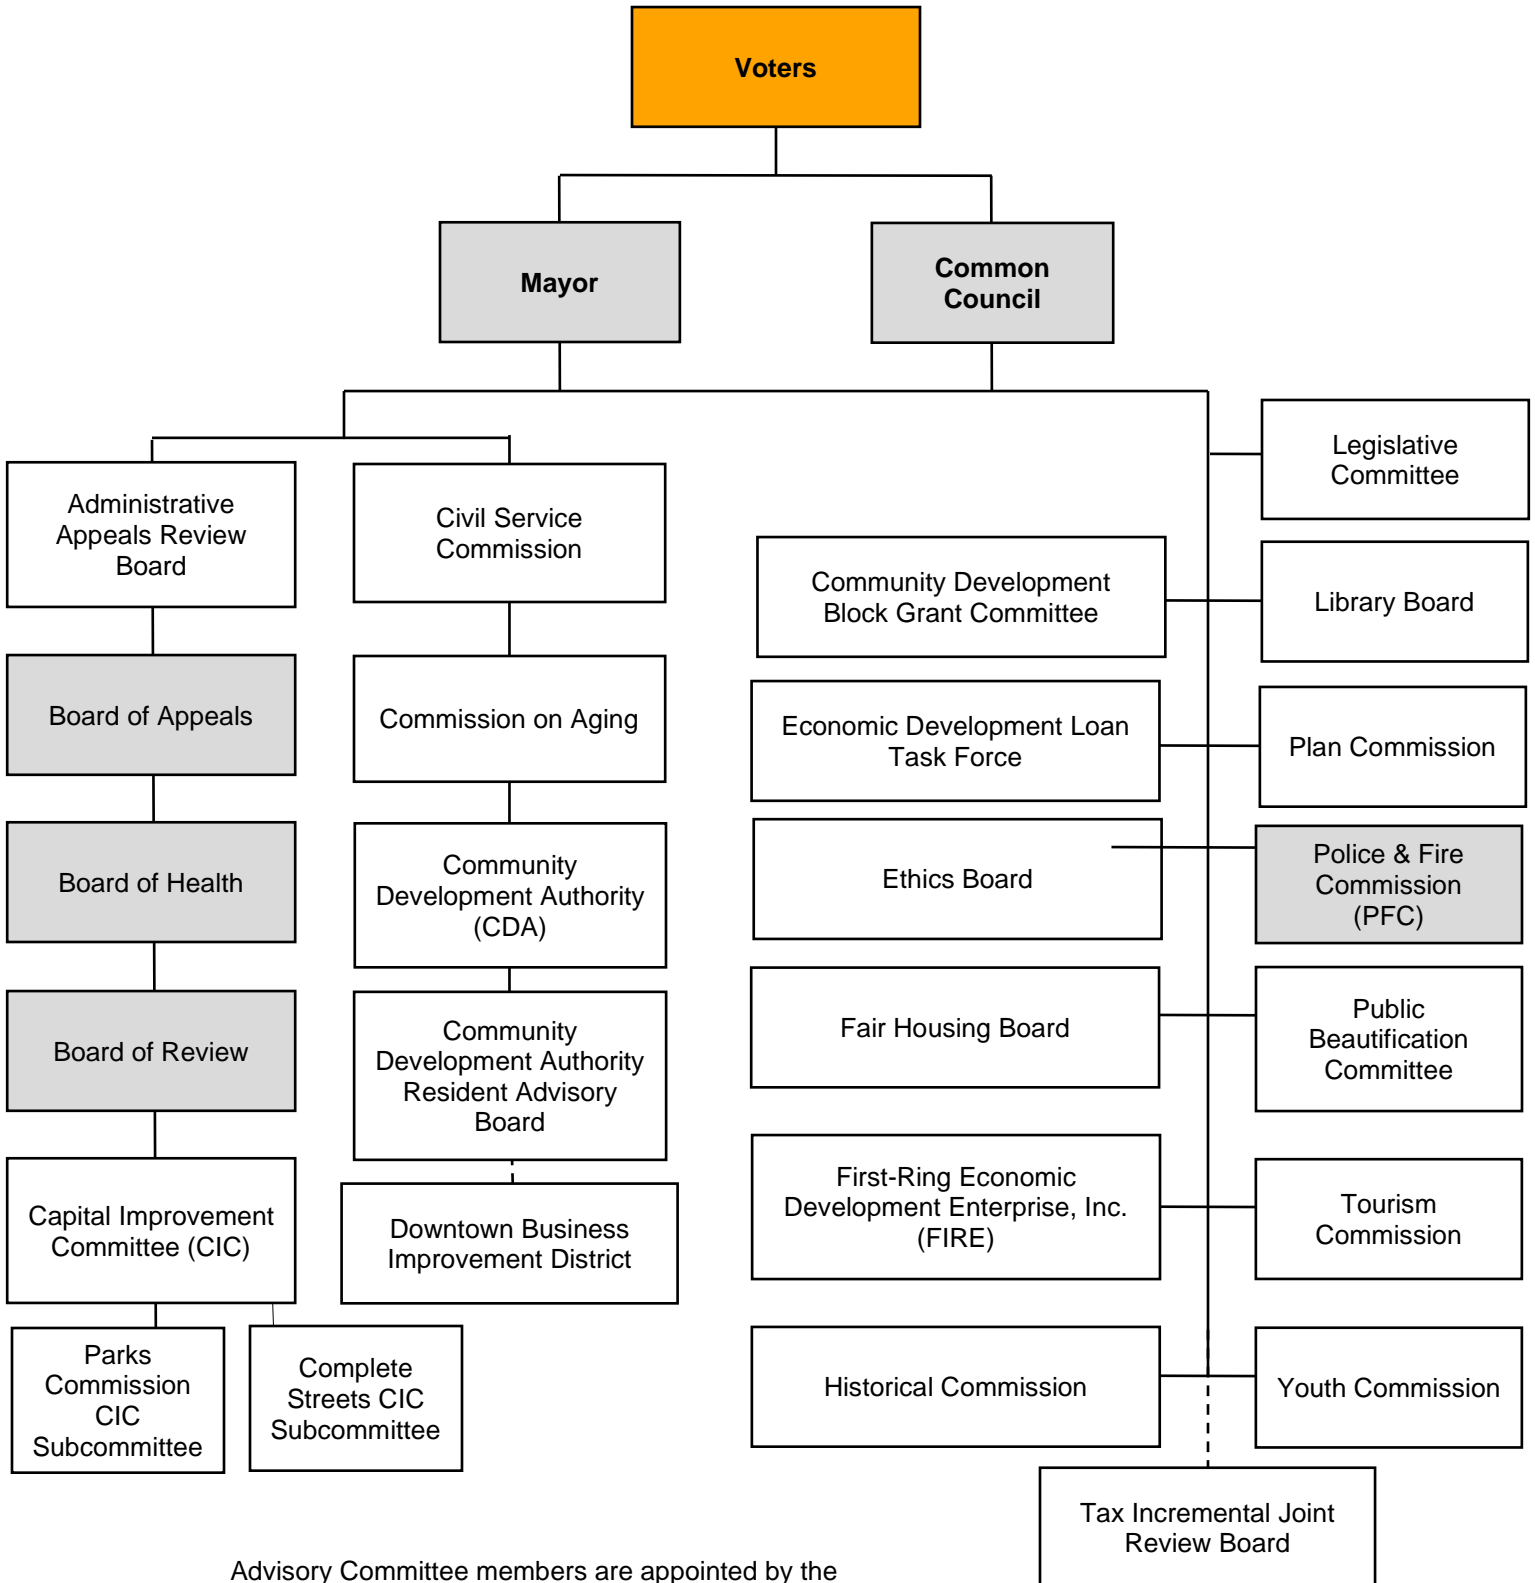 Voters
Mayor
Common
Council
Administrative
Appeals Review
Board
Board of Appeals
Board of Health
Board of Review
Capital Improvement
Committee (CIC)
Parks
Commission
CIC
Subcommittee
Complete
Streets CIC
Subcommittee
Civil Service
Commission
Commission on Aging
Community
Development Authority
(CDA)
Community
Development Authority
Resident Advisory
Board
Downtown Business
Improvement District
Community Development
Block Grant Committee
Economic Development Loan
Task Force
Ethics Board
Fair Housing Board
First-Ring Economic
Development Enterprise, Inc.
(FIRE)
Historical Commission
Legislative
Committee
Library Board
Plan Commission
Police & Fire
Commission
(PFC)
Public
Beautification
Committee
Tourism
Commission
Youth Commission
Tax Incremental Joint
Review Board
Advisory Committee members are appointed by the